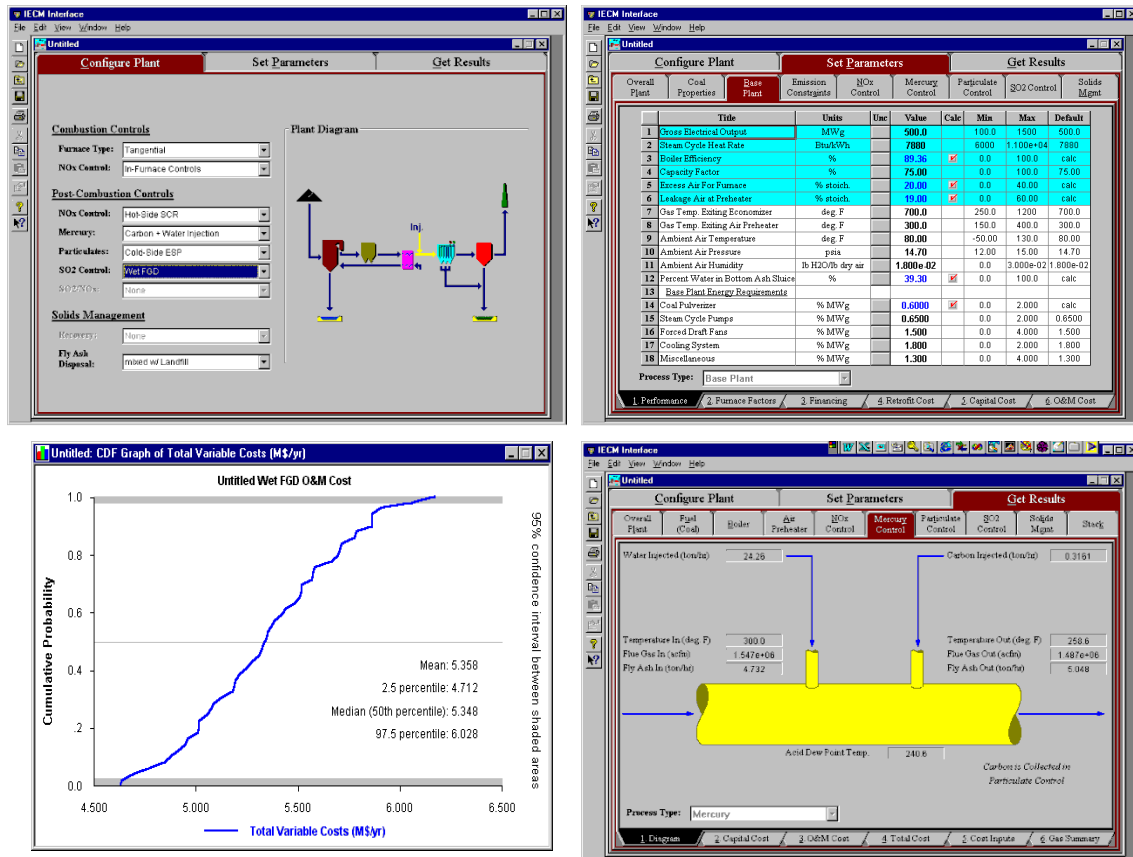 IECM Interface
File Edit View Window Help
Untitled
Configure Plant Set Parameters Get Results
Combustion Controls
Furnace Type: Tangential
NOx Control: In-Furnace Controls
Post-Combustion Controls
NOx Control: Hot-Side SCR
Mercury: Carbon + Water Injection
Particulates: Cold-Side ESP
SO2 Control: Wet FGD
SO2/NOx: None
Solids Management
Recovery: None
Fly Ash
Disposal: mixed w/ Landfill
Plant Diagram
Inj.
IECM Interface
File Edit View Window Help
Untitled
Configure Plant Set Parameters Get Results
Overall Plant Coal Properties Base Plant Emission Constraints NOx Control Mercury Control Particulate Control SO2 Control Solids Mgmt
Title Units Unc Value Calc Min Max Default
1 Gross Electrical Output MWg 500.0 100.0 1500 500.0
2 Steam Cycle Heat Rate Btu/kWh 7880 6000 1.100e+04 7880
3 Boiler Efficiency % 89.36 0.0 100.0 calc
4 Capacity Factor % 75.00 0.0 100.0 75.00
5 Excess Air For Furnace % stoich. 20.00 0.0 40.00 calc
6 Leakage Air at Preheater % stoich. 19.00 0.0 60.00 calc
7 Gas Temp. Exiting Economizer deg. F 700.0 250.0 1200 700.0
8 Gas Temp. Exiting Air Preheater deg. F 300.0 150.0 400.0 300.0
9 Ambient Air Temperature deg. F 80.00 -50.00 130.0 80.00
10 Ambient Air Pressure psia 14.70 12.00 15.00 14.70
11 Ambient Air Humidity lb H2O/lb dry air 1.800e-02 0.0 3.000e-02 1.800e-02
12 Percent Water in Bottom Ash Sluice % 39.30 0.0 100.0 calc
13 Base Plant Energy Requirements
14 Coal Pulverizer % MWg 0.6000 0.0 2.000 calc
15 Steam Cycle Pumps % MWg 0.6500 0.0 2.000 0.6500
16 Forced Draft Fans % MWg 1.500 0.0 4.000 1.500
17 Cooling System % MWg 1.800 0.0 2.000 1.800
18 Miscellaneous % MWg 1.300 0.0 4.000 1.300
Process Type: Base Plant
1. Performance 2. Furnace Factors 3. Financing 4. Retrofit Cost 5. Capital Cost 6. O&M Cost
Untitled: CDF Graph of Total Variable Costs (M$/yr)
Untitled Wet FGD O&M Cost
Cumulative Probability
1.0
0.8
0.6
0.4
.2
0.0
4.500 5.000 5.500 6.000 6.500
Mean: 5.358
2.5 percentile: 4.712
Median (50th percentile): 5.348
97.5 percentile: 6.028
95% confidence interval between shaded areas
Total Variable Costs (M$/yr)
IECM Interface
File Edit View Window Help
Untitled
Configure Plant Set Parameters Get Results
Overall Plant Fuel (Coal) Boiler Air Preheater NOx Control Mercury Control Particulate Control SO2 Control Solids Mgmt Stack
Water Injected (ton/hr) 24.26 Carbon Injected (ton/hr) 0.3161
Temperature In (deg. F) 300.0 Temperature Out (deg. F) 258.6
Flue Gas In (acfm) 1.547e+06 Flue Gas Out (acfm) 1.487e+06
Fly Ash In (ton/hr) 4.732 Fly Ash Out (ton/hr) 5.048
Acid Dew Point Temp. 240.6
Carbon is Collected in
Particulate Control
Process Type: Mercury
1. Diagram 2. Capital Cost 3. O&M Cost 4. Total Cost 5. Cost Inputs 6. Gas Summary